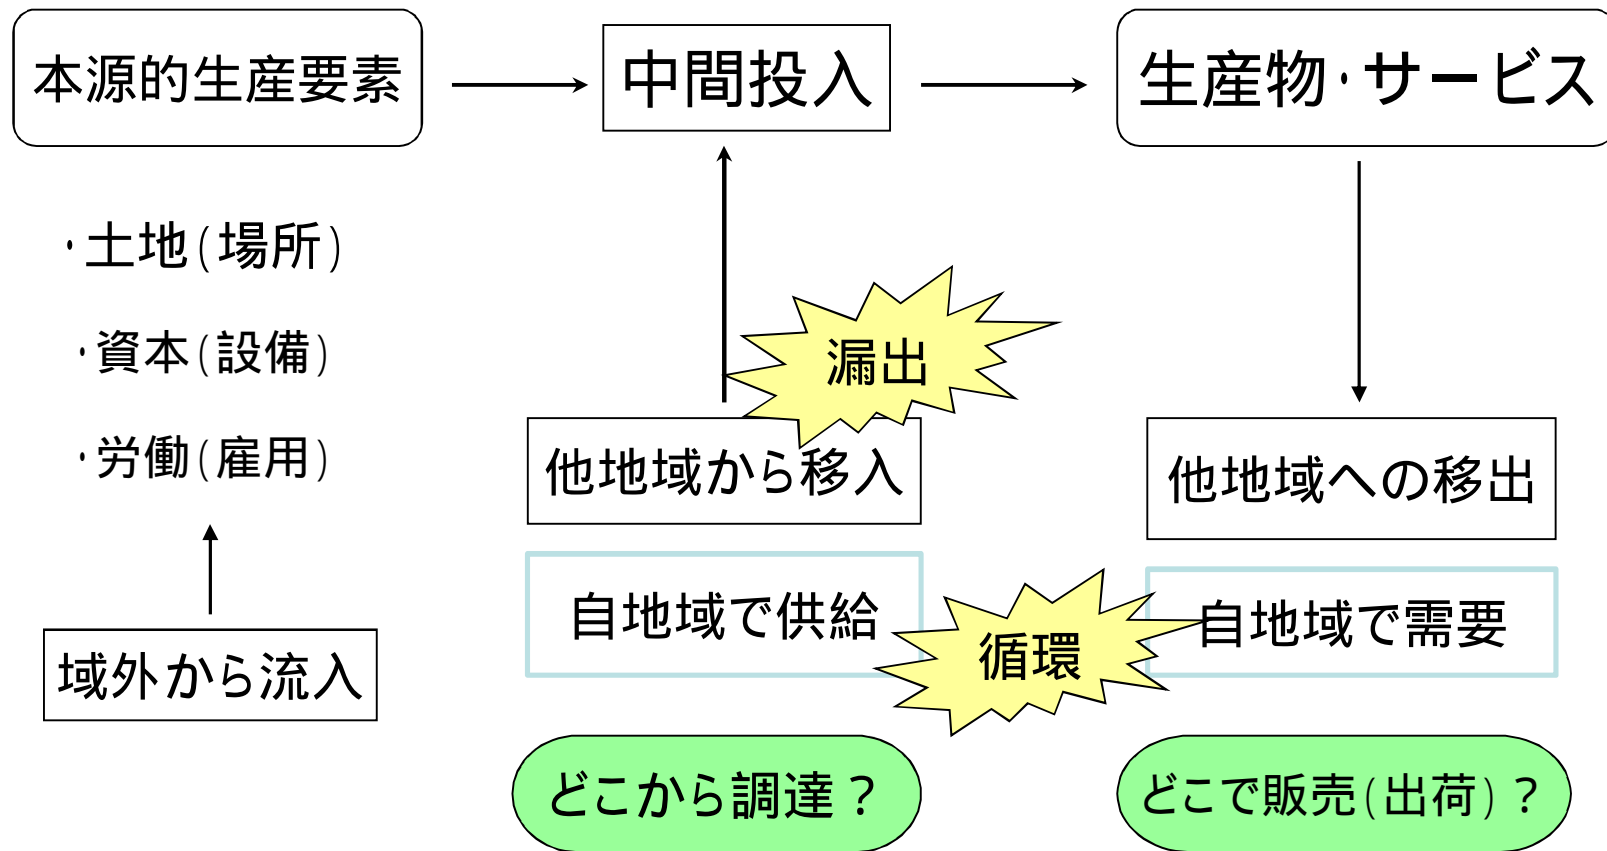 本源的生産要素
中間投入
生産物・サービス
・土地(場所)
・資本(設備)
・労働(雇用)
漏出
他地域から移入
他地域への移出
自地域で供給
循環
自地域で需要
域外から流入
どこから調達？
どこで販売(出荷)？